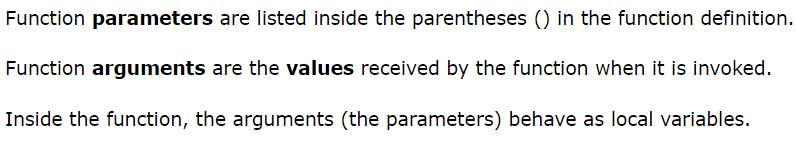 Function parameters are listed inside the parentheses () in the function definition.
Function arguments are the values received by the function when it is invoked.
Inside the function, the arguments (the parameters) behave as local variables.